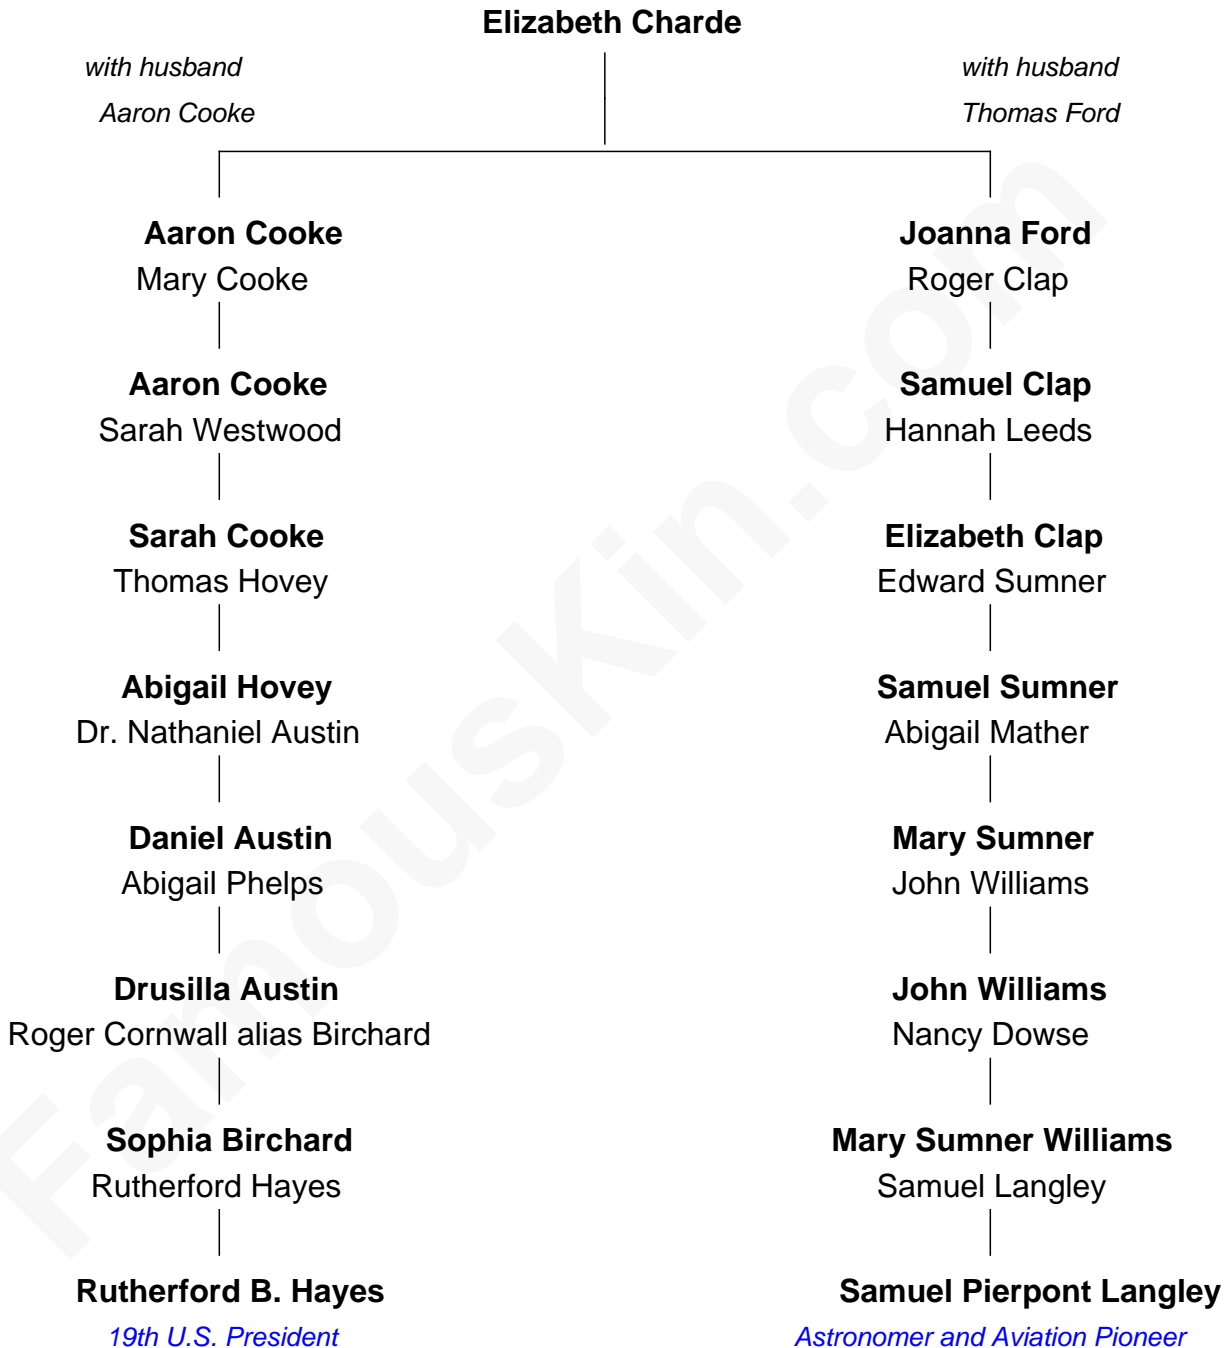 Elizabeth Charde
with husband
Aaron Cooke
with husband
Thomas Ford
Aaron Cooke
Mary Cooke
Joanna Ford
Roger Clap
Aaron Cooke
Sarah Westwood
Samuel Clap
Hannah Leeds
Sarah Cooke
Thomas Hovey
Elizabeth Clap
Edward Sumner
Abigail Hovey
Dr. Nathaniel Austin
Samuel Sumner
Abigail Mather
Daniel Austin
Abigail Phelps
Mary Sumner
John Williams
Drusilla Austin
Roger Cornwall alias Birchard
John Williams
Nancy Dowse
Sophia Birchard
Rutherford Hayes
Mary Sumner Williams
Samuel Langley
Rutherford B. Hayes
19th U.S. President
Samuel Pierpont Langley
Astronomer and Aviation Pioneer
FamousKin.com